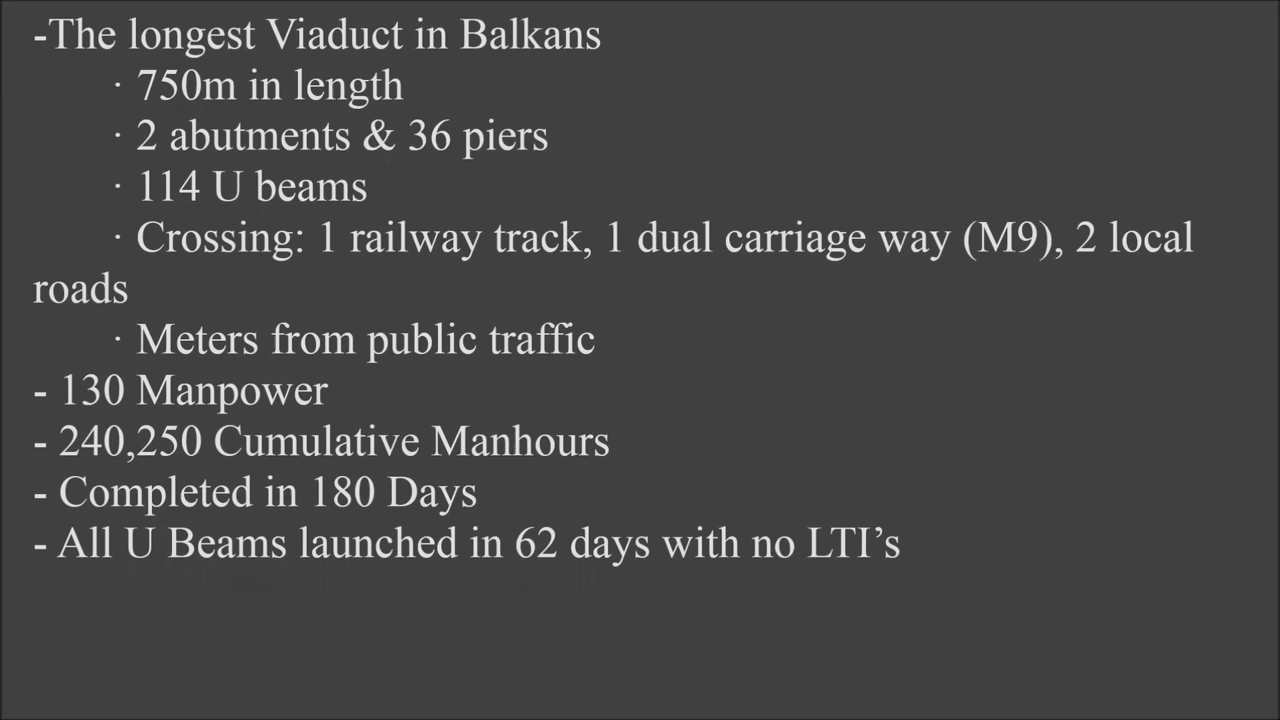 -The longest Viaduct in Balkans
· 750m in length
· 2 abutments & 36 piers
· 114 U beams
· Crossing: 1 railway track, 1 dual carriage way (M9), 2 local
roads
· Meters from public traffic
- 130 Manpower
- 240,250 Cumulative Manhours
- Completed in 180 Days
- All U Beams launched in 62 days with no LTI’s